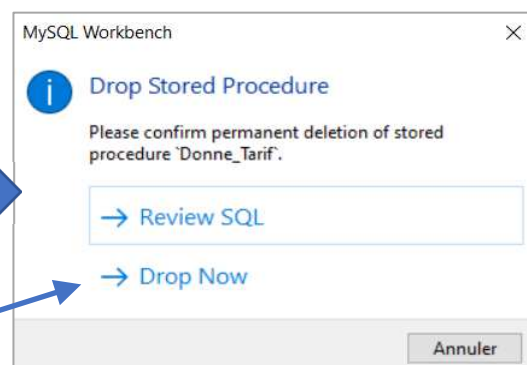 MySQL Workbench
Drop Stored Procedure
Please confirm permanent deletion of stored
procedure `Donne_Tarif`.
→ Review SQL
→ Drop Now
Annuler